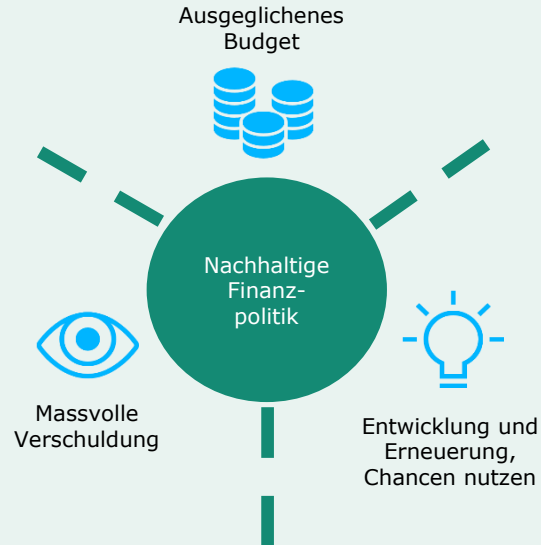 Ausgeglichenes
Budget
Nachhaltige
Finanz-
politik
Massvolle
Verschuldung
Entwicklung und
Erneuerung,
Chancen nutzen